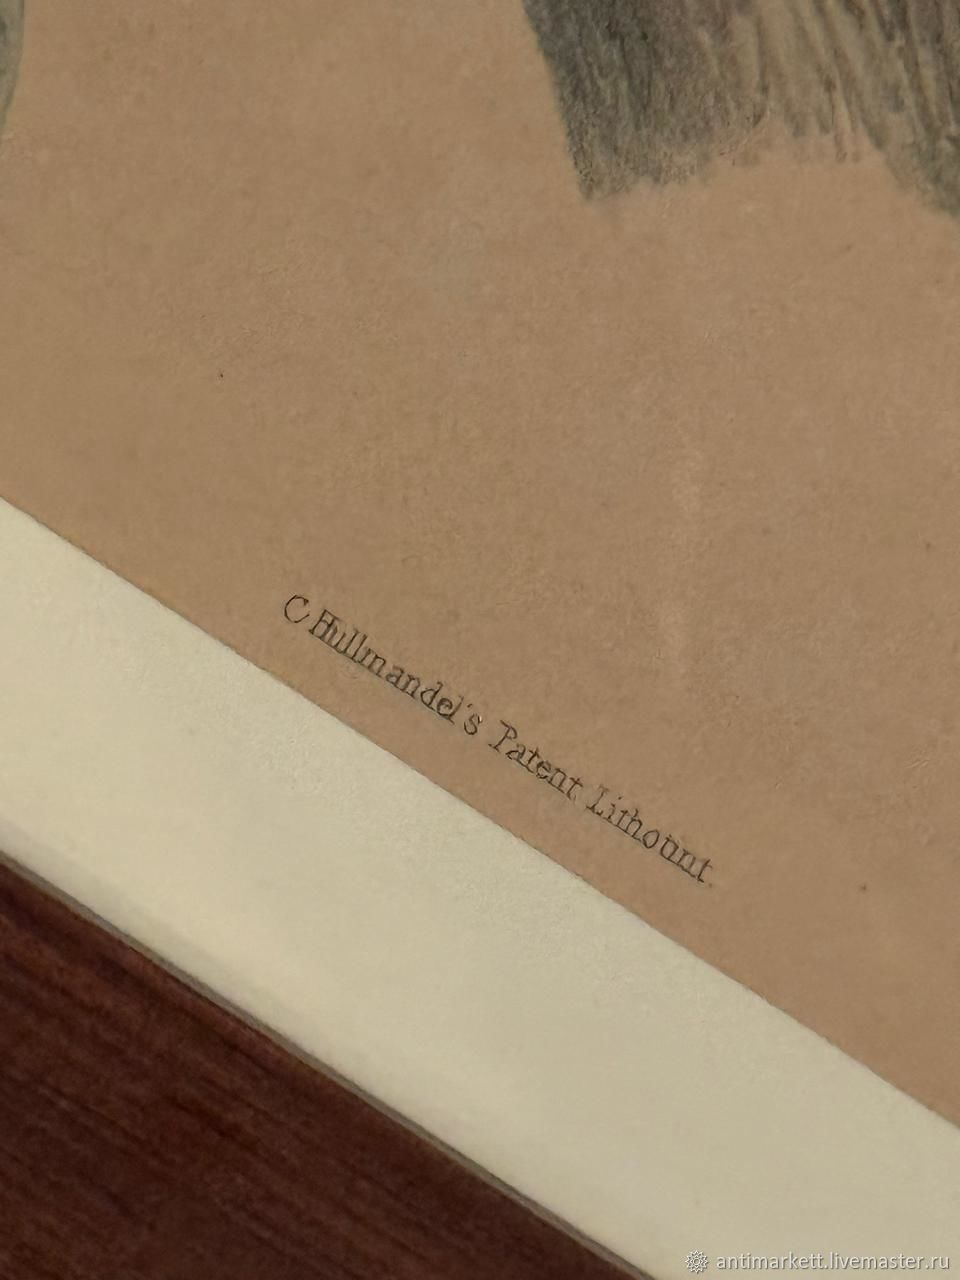 C Hullmandel's Patent Lithotint.
antimarkett.livemaster.ru